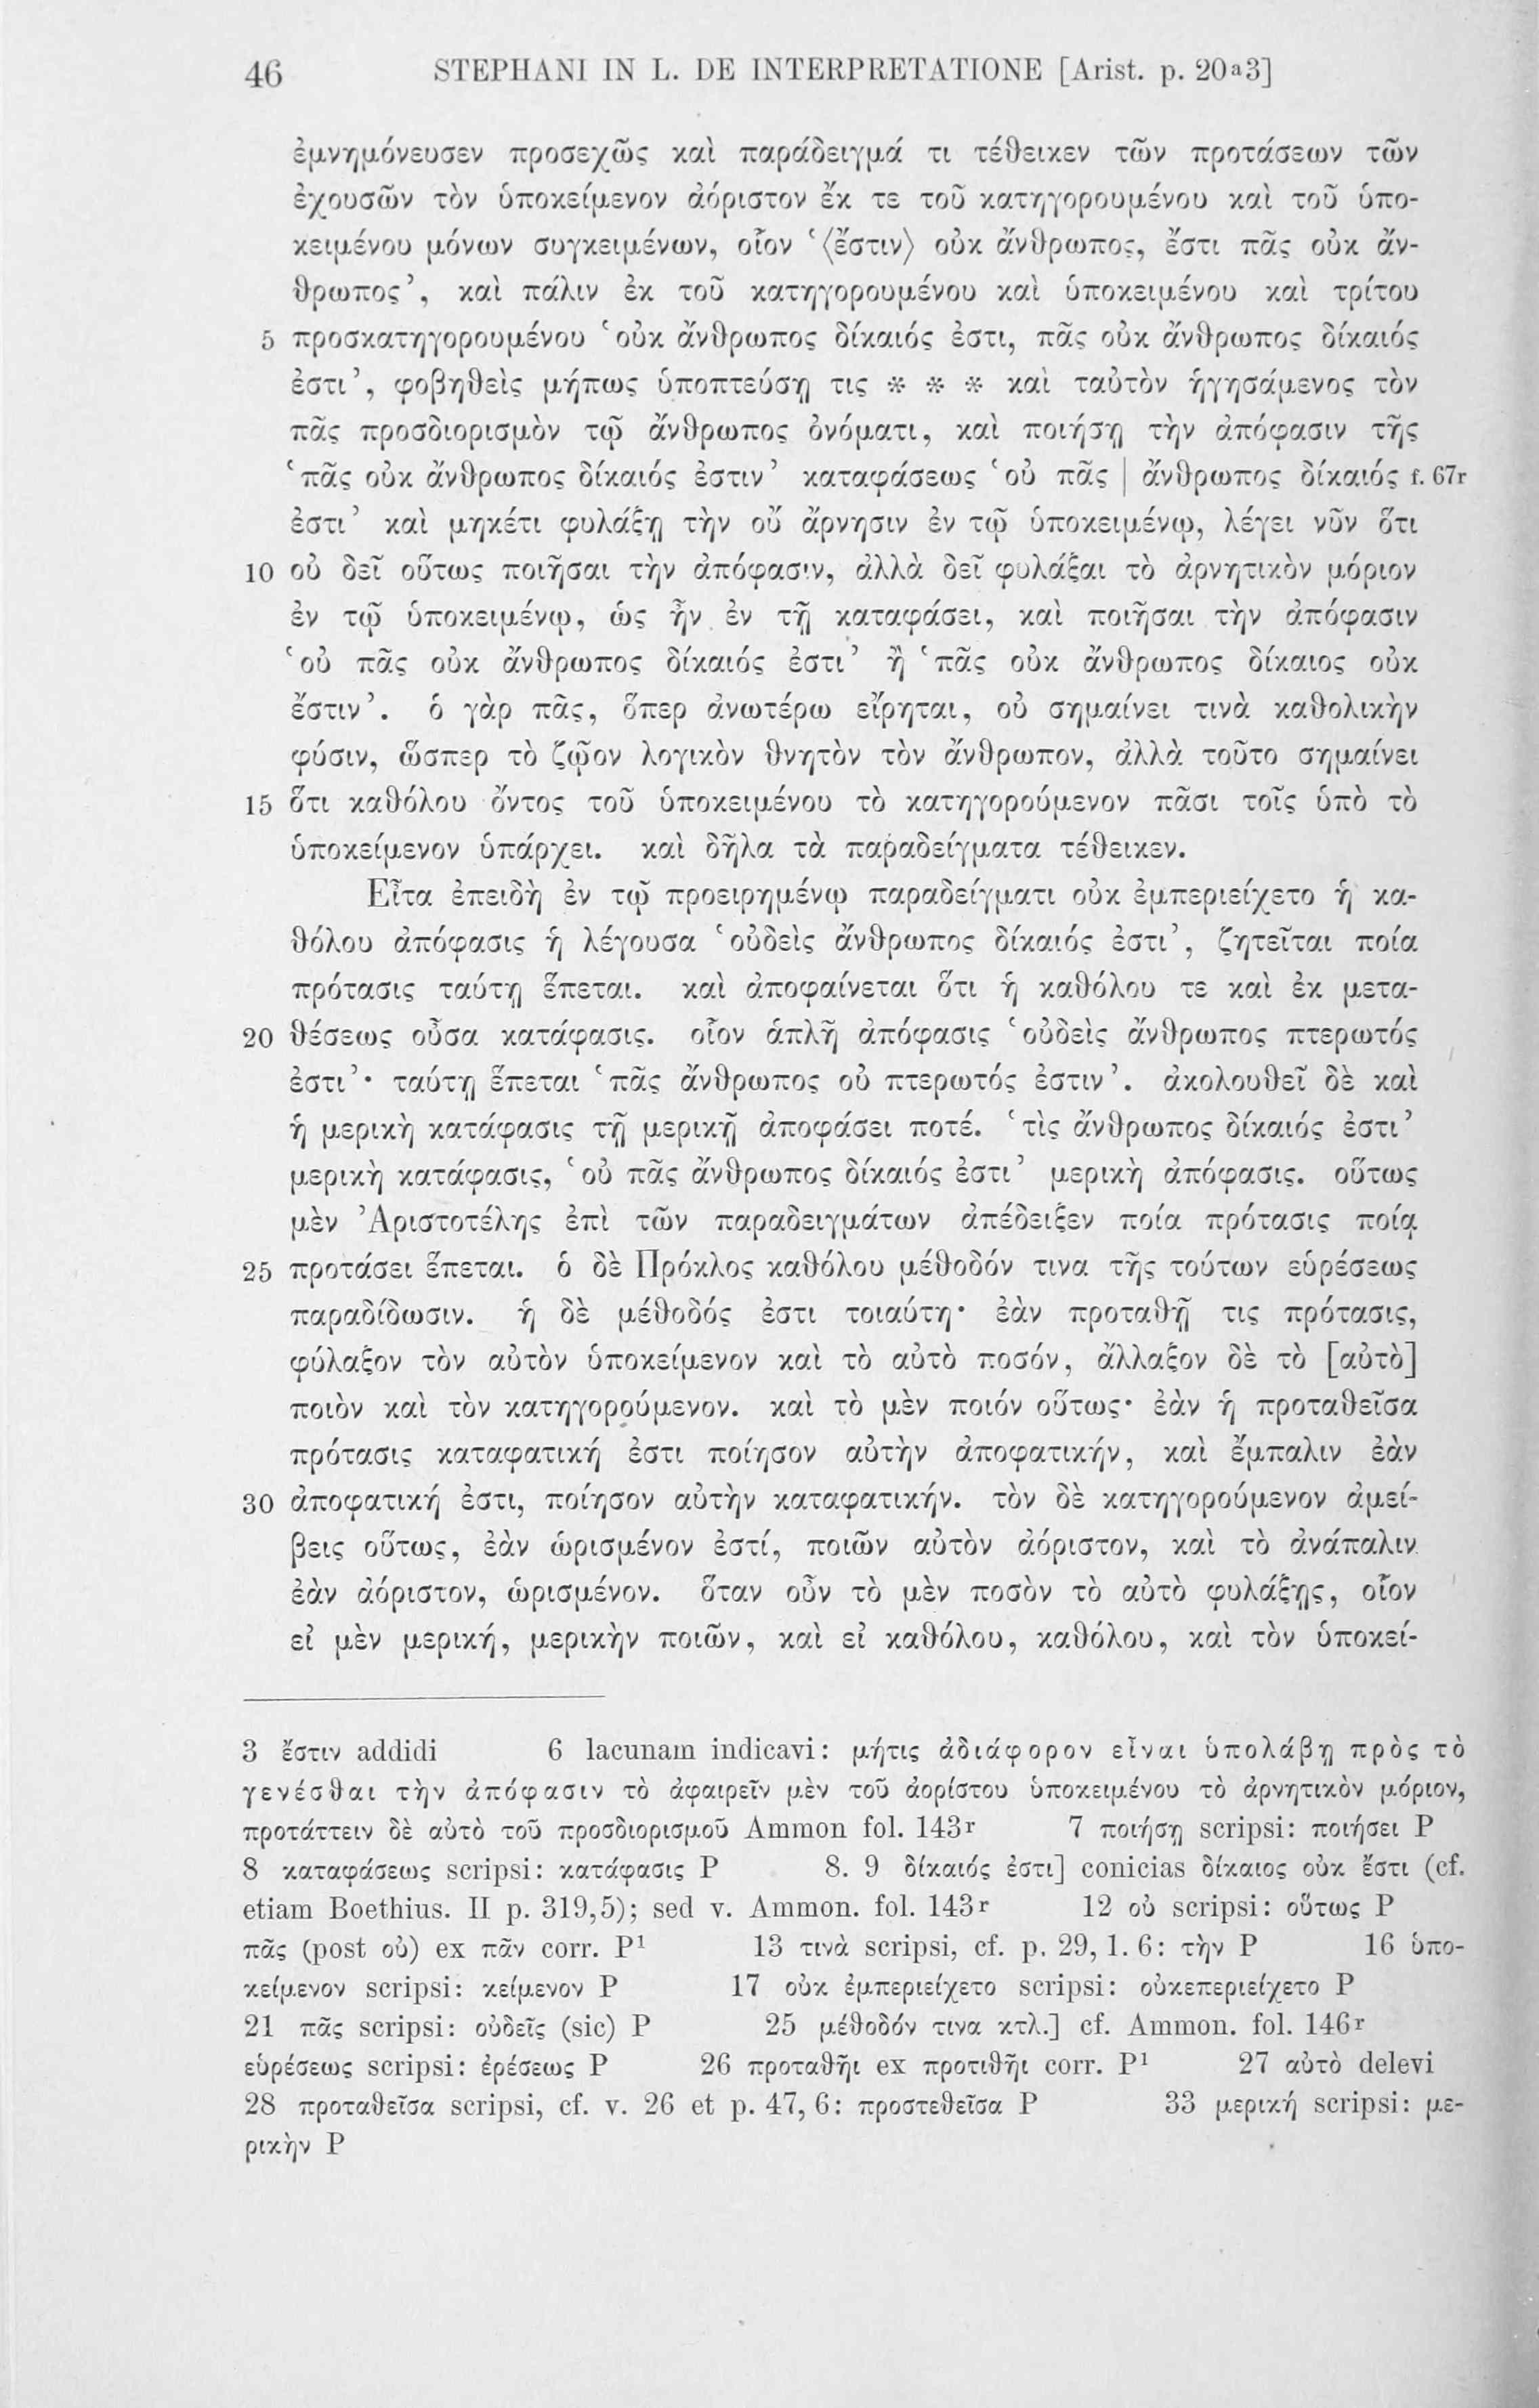 46 STEPHANI IN L. DE INTERPRETATIONE [Arist. p. 20a3]
ἐμνημόνευσεν προσεχῶς καὶ παράδειγμά τι τέθεικεν τῶν προτάσεων τῶν
ἐχουσῶν τὸν ὑποκείμενον ἀόριστον ἔκ τε τοῦ κατηγορουμένου καὶ τοῦ ὑπο-
κειμένου μόνων συγκειμένων, οἷον ‘⟨ἔστιν⟩ οὐκ ἄνθρωπος, ἔστι πᾶς οὐκ ἄν-
θρωπος’, καὶ πάλιν ἐκ τοῦ κατηγορουμένου καὶ ὑποκειμένου καὶ τρίτου
5 προσκατηγορουμένου ‘οὐκ ἄνθρωπος δίκαιός ἐστι, πᾶς οὐκ ἄνθρωπος δίκαιός
ἐστι’, φοβηθεὶς μήπως ὑποπτεύσῃ τις * * * καὶ ταὐτὸν ἡγησάμενος τὸν
πᾶς προσδιορισμὸν τῷ ἄνθρωπος ὀνόματι, καὶ ποιήσῃ τὴν ἀπόφασιν τῆς
‘πᾶς οὐκ ἄνθρωπος δίκαιός ἐστιν’ καταφάσεως ‘οὐ πᾶς | ἄνθρωπος δίκαιός f. 67r
ἐστι’ καὶ μηκέτι φυλάξῃ τὴν οὔ ἄρνησιν ἐν τῷ ὑποκειμένῳ, λέγει νῦν ὅτι
10 οὐ δεῖ οὕτως ποιῆσαι τὴν ἀπόφασιν, ἀλλὰ δεῖ φυλάξαι τὸ ἀρνητικὸν μόριον
ἐν τῷ ὑποκειμένῳ, ὡς ἦν ἐν τῇ καταφάσει, καὶ ποιῆσαι τὴν ἀπόφασιν
‘οὐ πᾶς οὐκ ἄνθρωπος δίκαιός ἐστι’ ἢ ‘πᾶς οὐκ ἄνθρωπος δίκαιος οὐκ
ἔστιν’. ὁ γὰρ πᾶς, ὅπερ ἀνωτέρω εἴρηται, οὐ σημαίνει τινὰ καθολικὴν
φύσιν, ὥσπερ τὸ ζῷον λογικὸν θνητὸν τὸν ἄνθρωπον, ἀλλὰ τοῦτο σημαίνει
15 ὅτι καθόλου ὄντος τοῦ ὑποκειμένου τὸ κατηγορούμενον πᾶσι τοῖς ὑπὸ τὸ
ὑποκείμενον ὑπάρχει. καὶ δῆλα τὰ παραδείγματα τέθεικεν.
Εἶτα ἐπειδὴ ἐν τῷ προειρημένῳ παραδείγματι οὐκ ἐμπεριείχετο ἡ κα-
θόλου ἀπόφασις ἡ λέγουσα ‘οὐδεὶς ἄνθρωπος δίκαιός ἐστι’, ζητεῖται ποία
πρότασις ταύτῃ ἕπεται. καὶ ἀποφαίνεται ὅτι ἡ καθόλου τε καὶ ἐκ μετα-
20 θέσεως οὖσα κατάφασις. οἷον ἁπλῆ ἀπόφασις ‘οὐδεὶς ἄνθρωπος πτερωτός
ἐστι’· ταύτῃ ἕπεται ‘πᾶς ἄνθρωπος οὐ πτερωτός ἐστιν’. ἀκολουθεῖ δὲ καὶ
ἡ μερικὴ κατάφασις τῇ μερικῇ ἀποφάσει ποτέ. ‘τὶς ἄνθρωπος δίκαιός ἐστι’
μερικὴ κατάφασις, ‘οὐ πᾶς ἄνθρωπος δίκαιός ἐστι’ μερικὴ ἀπόφασις. οὕτως
μὲν Ἀριστοτέλης ἐπὶ τῶν παραδειγμάτων ἀπέδειξεν ποία πρότασις ποίᾳ
25 προτάσει ἕπεται. ὁ δὲ Πρόκλος καθόλου μέθοδόν τινα τῆς τούτων εὑρέσεως
παραδίδωσιν. ἡ δὲ μέθοδός ἐστι τοιαύτη· ἐὰν προταθῇ τις πρότασις,
φύλαξον τὸν αὐτὸν ὑποκείμενον καὶ τὸ αὐτὸ ποσόν, ἄλλαξον δὲ τὸ [αὐτὸ]
ποιὸν καὶ τὸν κατηγορούμενον. καὶ τὸ μὲν ποιόν οὕτως· ἐὰν ἡ προταθεῖσα
πρότασις καταφατική ἐστι ποίησον αὐτὴν ἀποφατικήν, καὶ ἔμπαλιν ἐὰν
30 ἀποφατική ἐστι, ποίησον αὐτὴν καταφατικήν. τὸν δὲ κατηγορούμενον ἀμεί-
βεις οὕτως, ἐὰν ὡρισμένον ἐστί, ποιῶν αὐτὸν ἀόριστον, καὶ τὸ ἀνάπαλιν
ἐὰν ἀόριστον, ὡρισμένον. ὅταν οὖν τὸ μὲν ποσὸν τὸ αὐτὸ φυλάξῃς, οἷον
εἰ μὲν μερική, μερικὴν ποιῶν, καὶ εἰ καθόλου, καθόλου, καὶ τὸν ὑποκεί-
3 ἔστιν addidi 6 lacunam indicavi: μήτις ἀδιάφορον εἶναι ὑπολάβῃ πρὸς τὸ
γενέσθαι τὴν ἀπόφασιν τὸ ἀφαιρεῖν μὲν τοῦ ἀορίστου ὑποκειμένου τὸ ἀρνητικὸν μόριον,
προτάττειν δὲ αὐτὸ τοῦ προσδιορισμοῦ Ammon fol. 143r 7 ποιήσῃ scripsi: ποιήσει P
8 καταφάσεως scripsi: κατάφασις P 8. 9 δίκαιός ἐστι] conicias δίκαιος οὐκ ἔστι (cf.
etiam Boethius. II p. 319,5); sed v. Ammon. fol. 143r 12 οὐ scripsi: οὕτως P
πᾶς (post οὐ) ex πᾶν corr. P1 13 τινὰ scripsi, cf. p. 29, 1. 6: τὴν P 16 ὑπο-
κείμενον scripsi: κείμενον P 17 οὐκ ἐμπεριείχετο scripsi: οὐκεπεριείχετο P
21 πᾶς scripsi: οὐδεῖς (sic) P 25 μέθοδόν τινα κτλ.] cf. Ammon. fol. 146r
εὑρέσεως scripsi: ἐρέσεως P 26 προταθῆι ex προτιθῆι corr. P1 27 αὐτὸ delevi
28 προταθεῖσα scripsi, cf. v. 26 et p. 47, 6: προστεθεῖσα P 33 μερική scripsi: με-
ρικὴν P